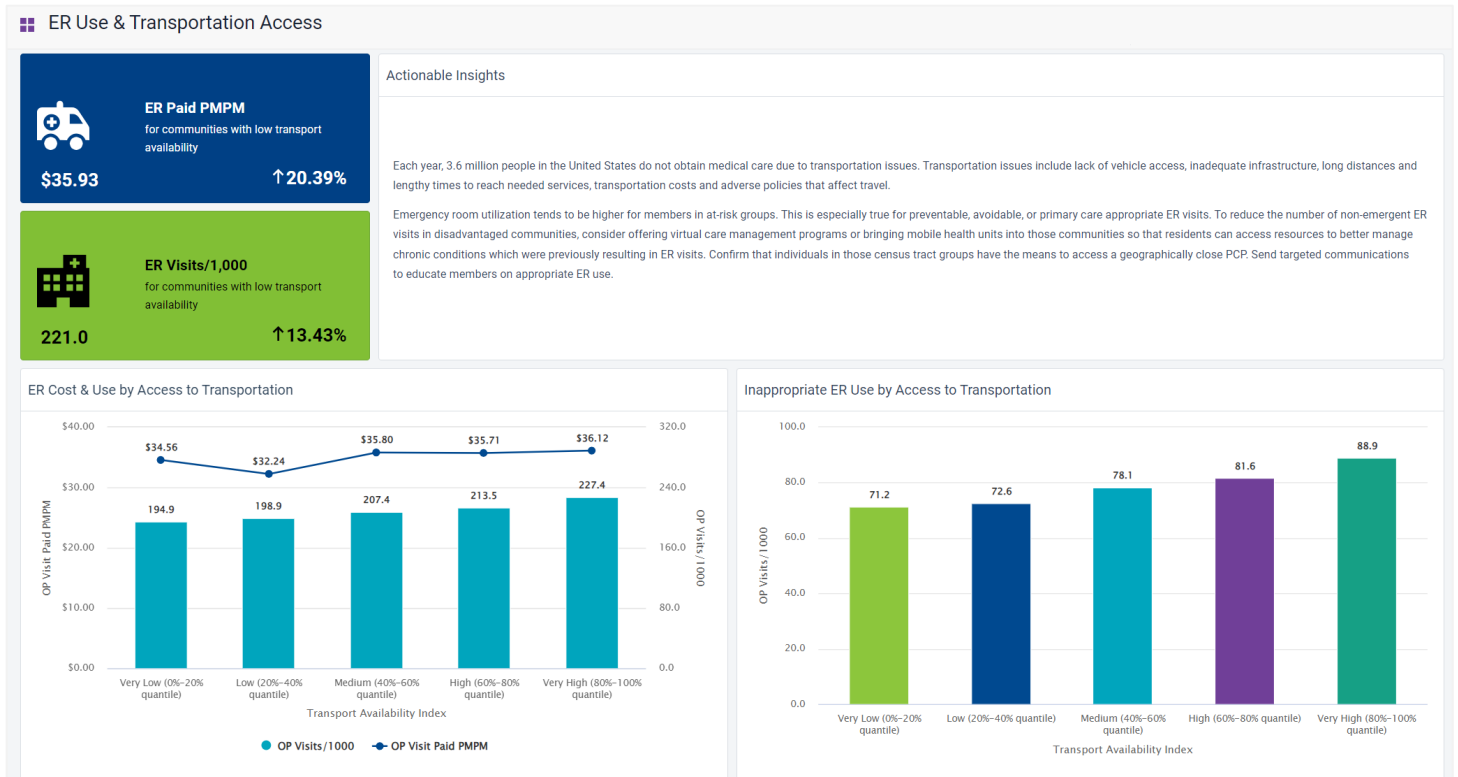 ER Use & Transportation Access
ER Paid PMPM
for communities with low transport
availability
$35.93
↑20.39%
ER Visits/1,000
for communities with low transport
availability
221.0
↑13.43%
Actionable Insights
Each year, 3.6 million people in the United States do not obtain medical care due to transportation issues. Transportation issues include lack of vehicle access, inadequate infrastructure, long distances and
lengthy times to reach needed services, transportation costs and adverse policies that affect travel.
Emergency room utilization tends to be higher for members in at-risk groups. This is especially true for preventable, avoidable, or primary care appropriate ER visits. To reduce the number of non-emergent ER
visits in disadvantaged communities, consider offering virtual care management programs or bringing mobile health units into those communities so that residents can access resources to better manage
chronic conditions which were previously resulting in ER visits. Confirm that individuals in those census tract groups have the means to access a geographically close PCP. Send targeted communications
to educate members on appropriate ER use.
ER Cost & Use by Access to Transportation
$40.00
$30.00
$20.00
$10.00
$0.00
OP Visit Paid PMPM
$34.56
$32.24
$35.80
$35.71
$36.12
194.9
198.9
207.4
213.5
227.4
320.0
240.0
160.0
80.0
0.0
OP Visits/1000
Very Low (0%-20%
quantile)
Low (20%-40%
quantile)
Medium (40%-60%
quantile)
High (60%-80%
quantile)
Very High (80%-100%
quantile)
Transport Availability Index
OP Visits/1000
OP Visit Paid PMPM
Inappropriate ER Use by Access to Transportation
100.0
80.0
60.0
40.0
20.0
0.0
OP Visits/1000
71.2
72.6
78.1
81.6
88.9
Very Low (0%-20%
quantile)
Low (20%-40% quantile)
Medium (40%-60%
quantile)
High (60%-80% quantile)
Very High (80%-100%
quantile)
Transport Availability Index